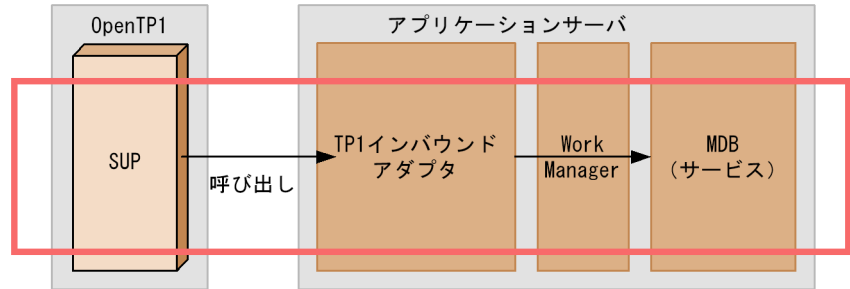 OpenTP1
アプリケーションサーバ
SUP
呼び出し
TP1インバウンド
アダプタ
Work
Manager
MDB
（サービス）